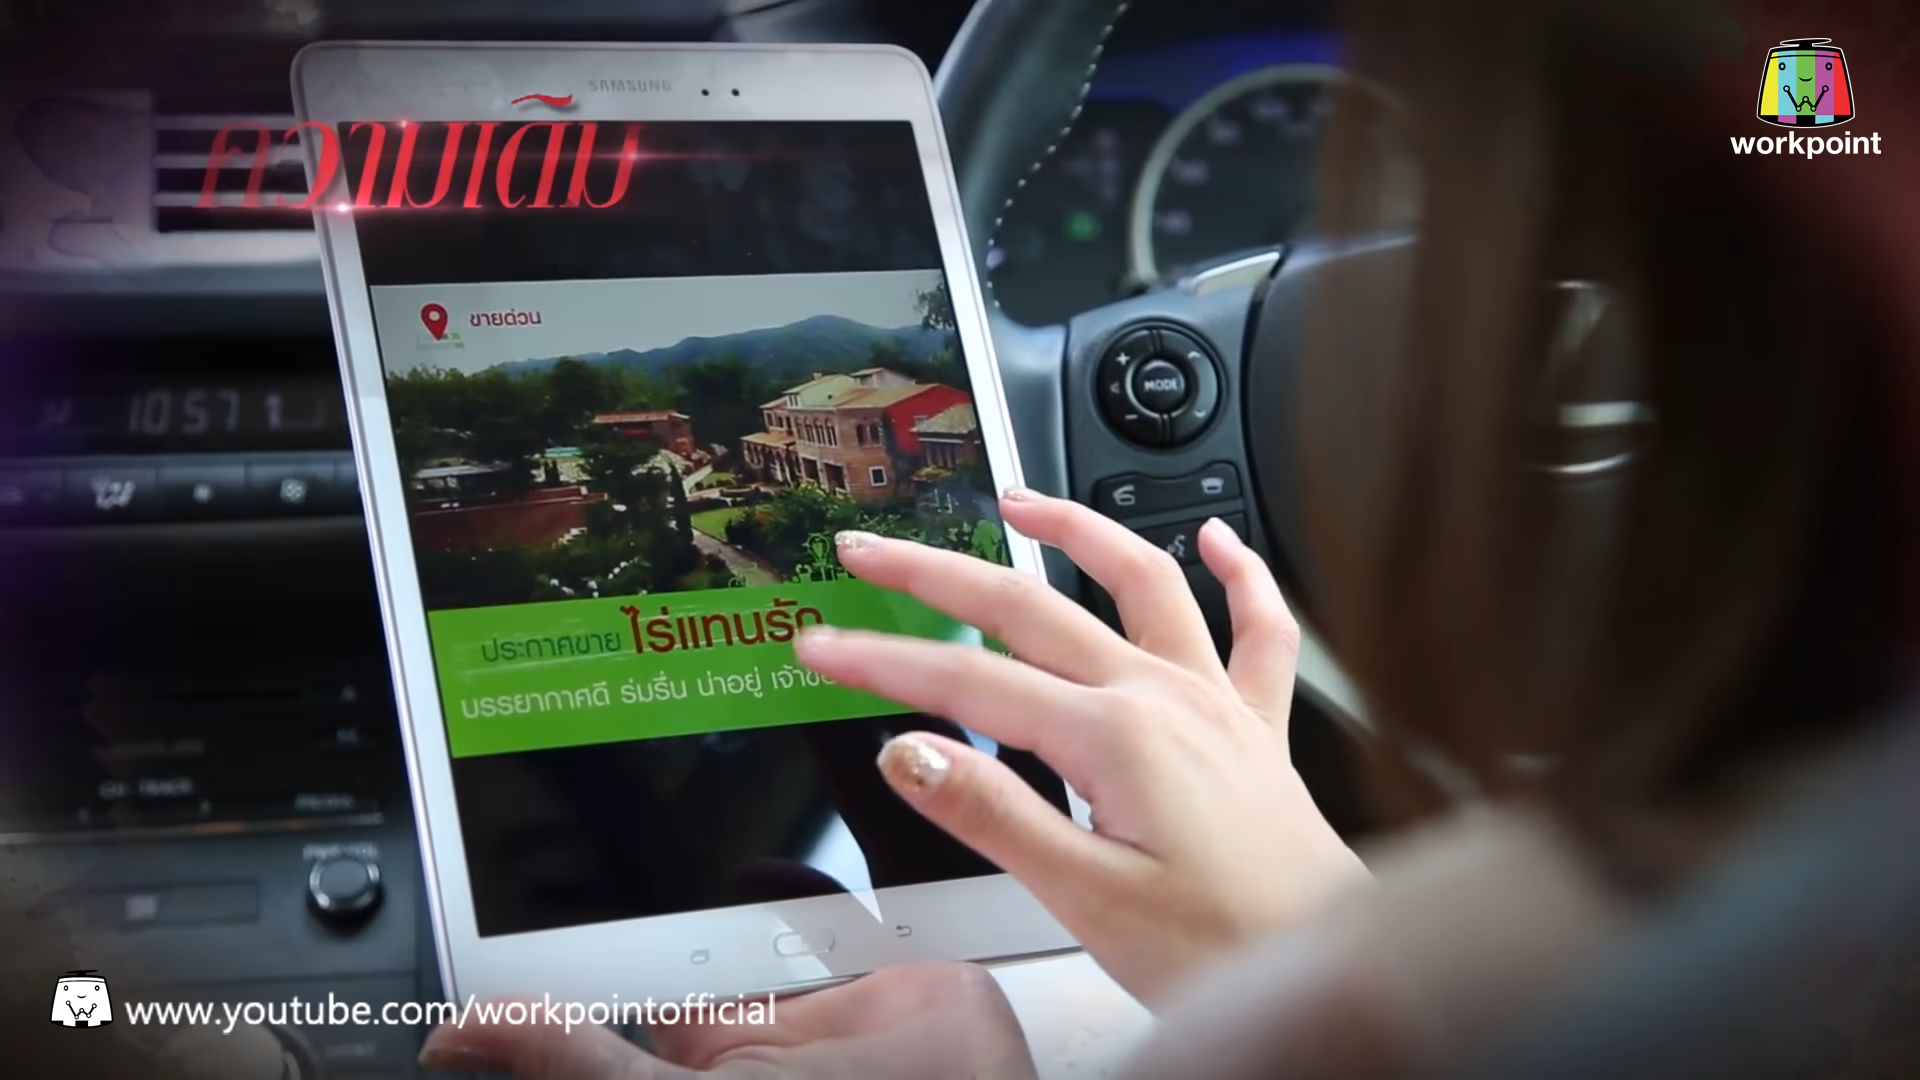 SAMSUNG
ความเดิม
workpoint
ขายด่วน
MODE
10:57
ประกาศขาย ไร่แทนรัก
บรรยากาศดี ร่มรื่น น่าอยู่
www.youtube.com/workpointofficial